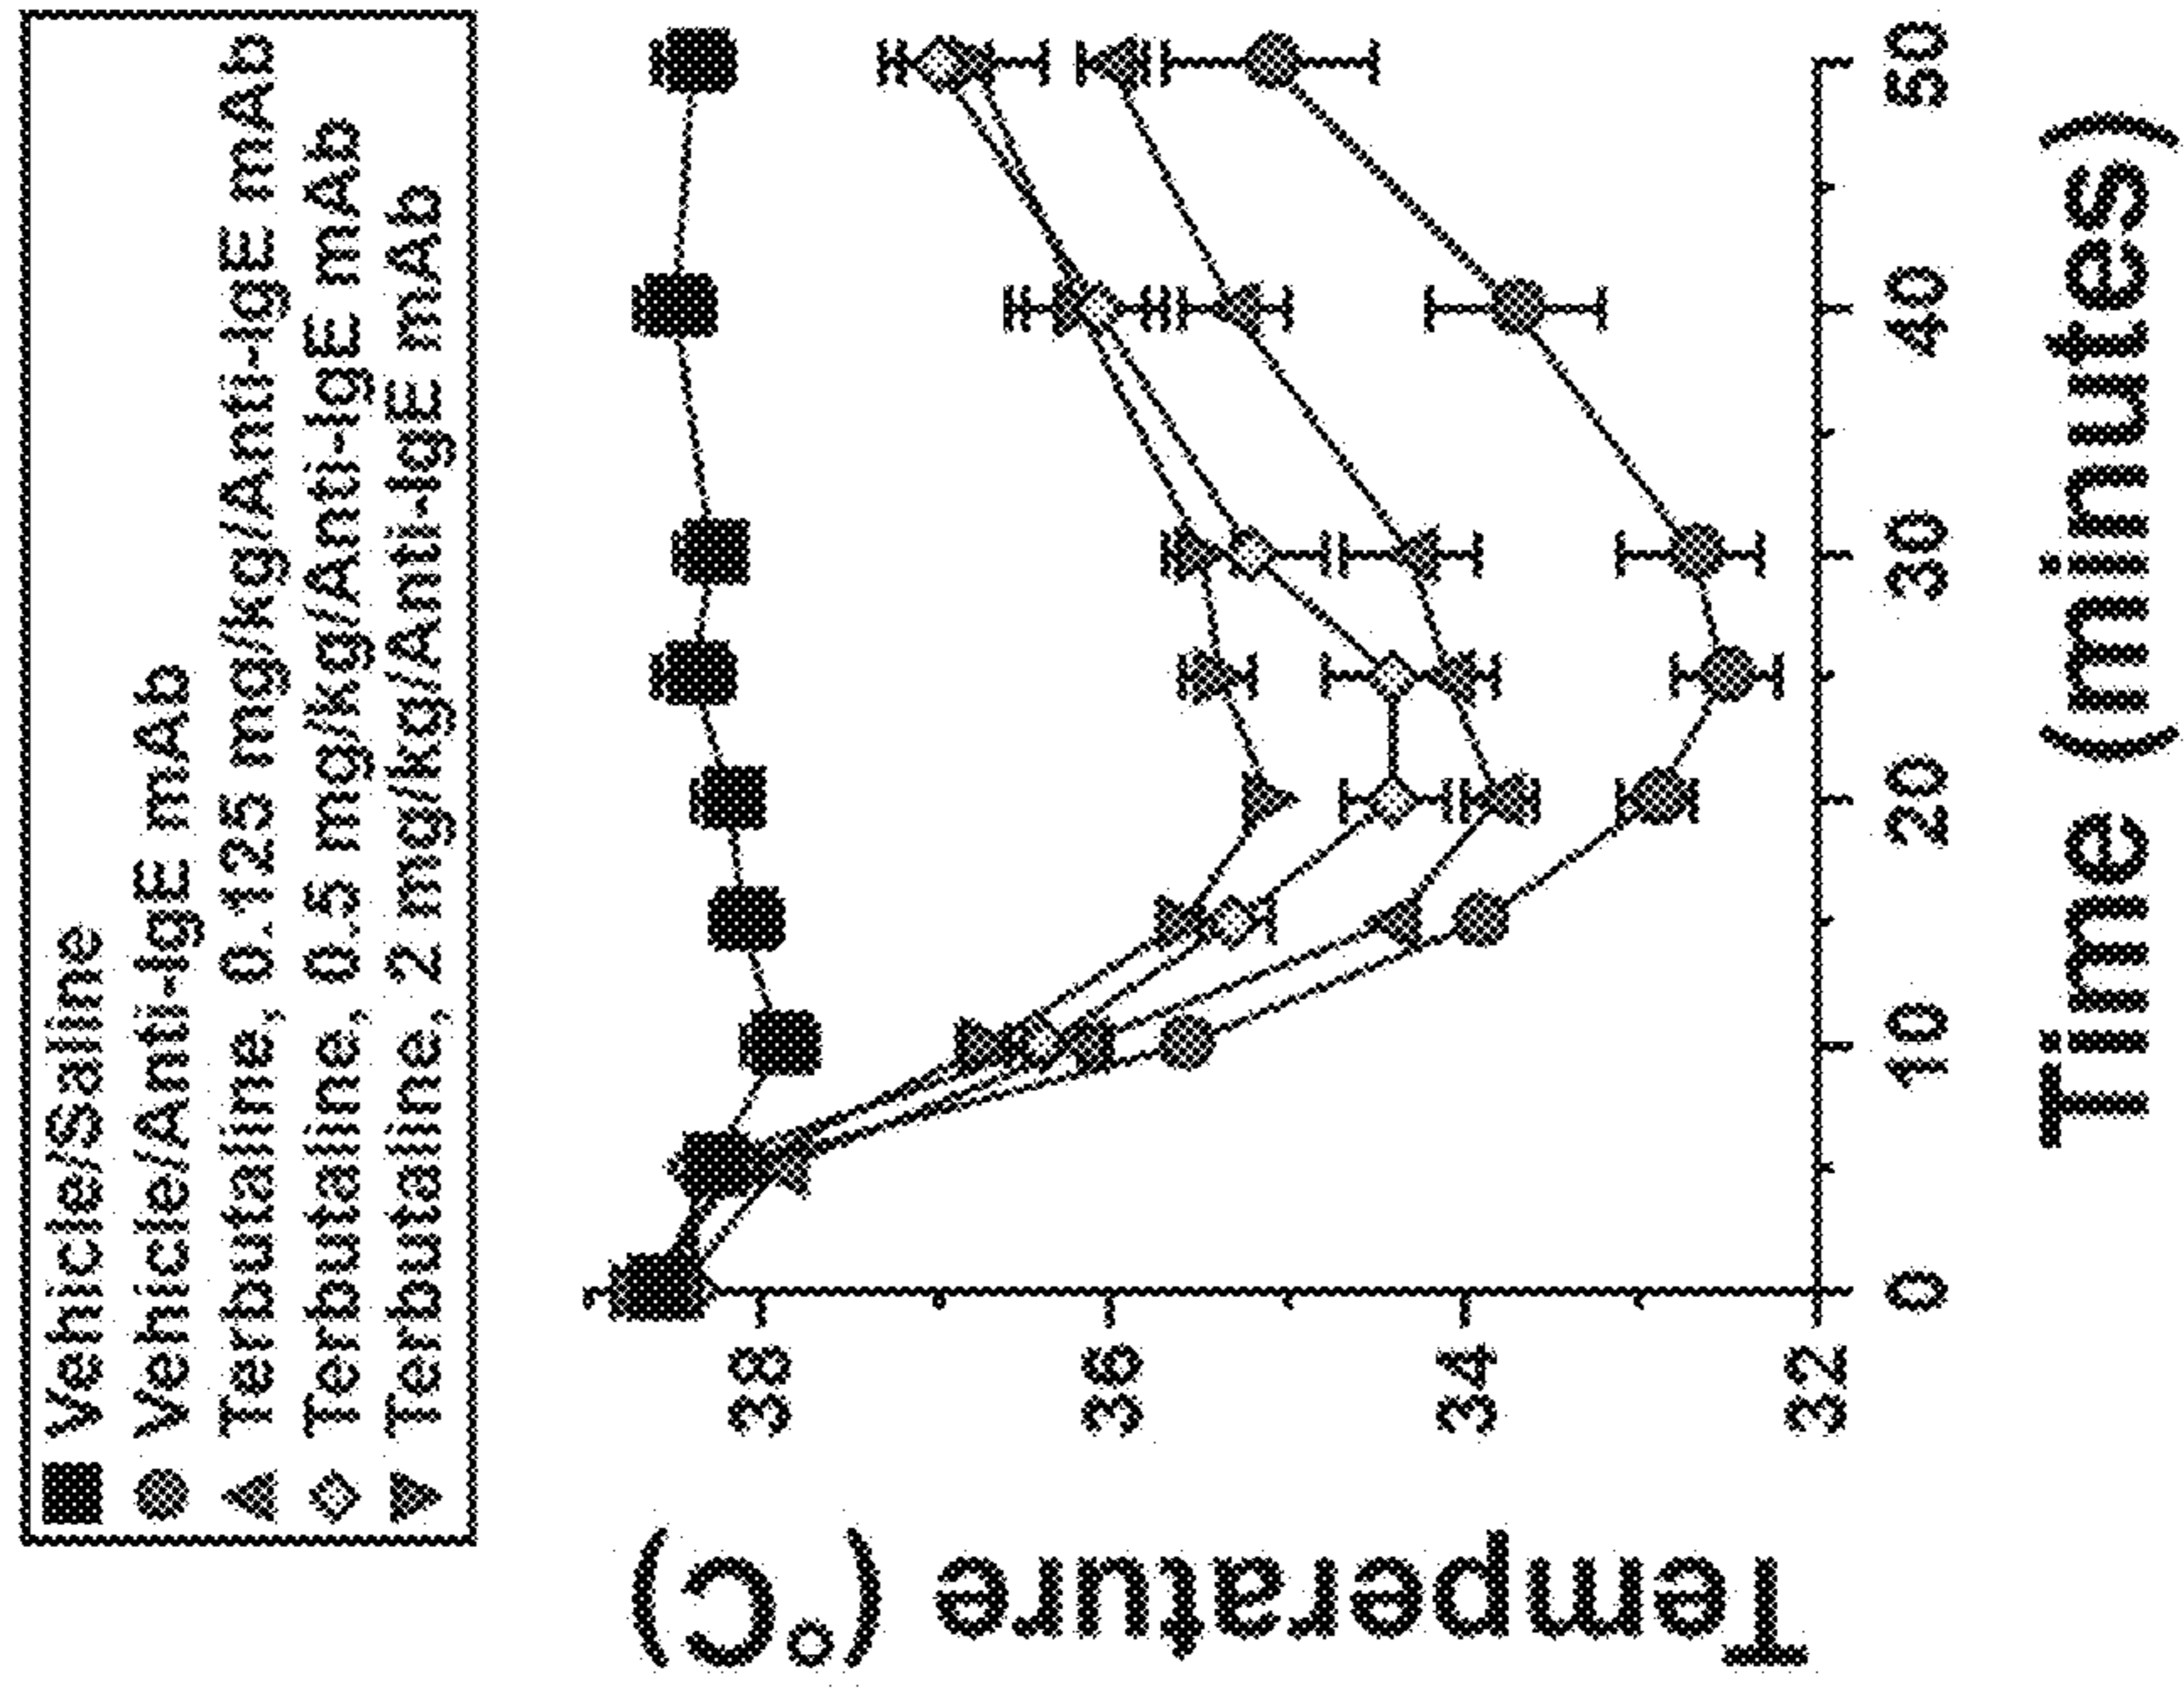 Vehicle/Saline
Vehicle/Anti-IgE mAb
Terbutaline, 0.125 mg/kg/Anti-IgE mAb
Terbutaline, 0.5 mg/kg/Anti-IgE mAb
Terbutaline, 2 mg/kg/Anti-IgE mAb
Temperature (°C)
38
36
34
32
0
10
20
30
40
50
Time (minutes)